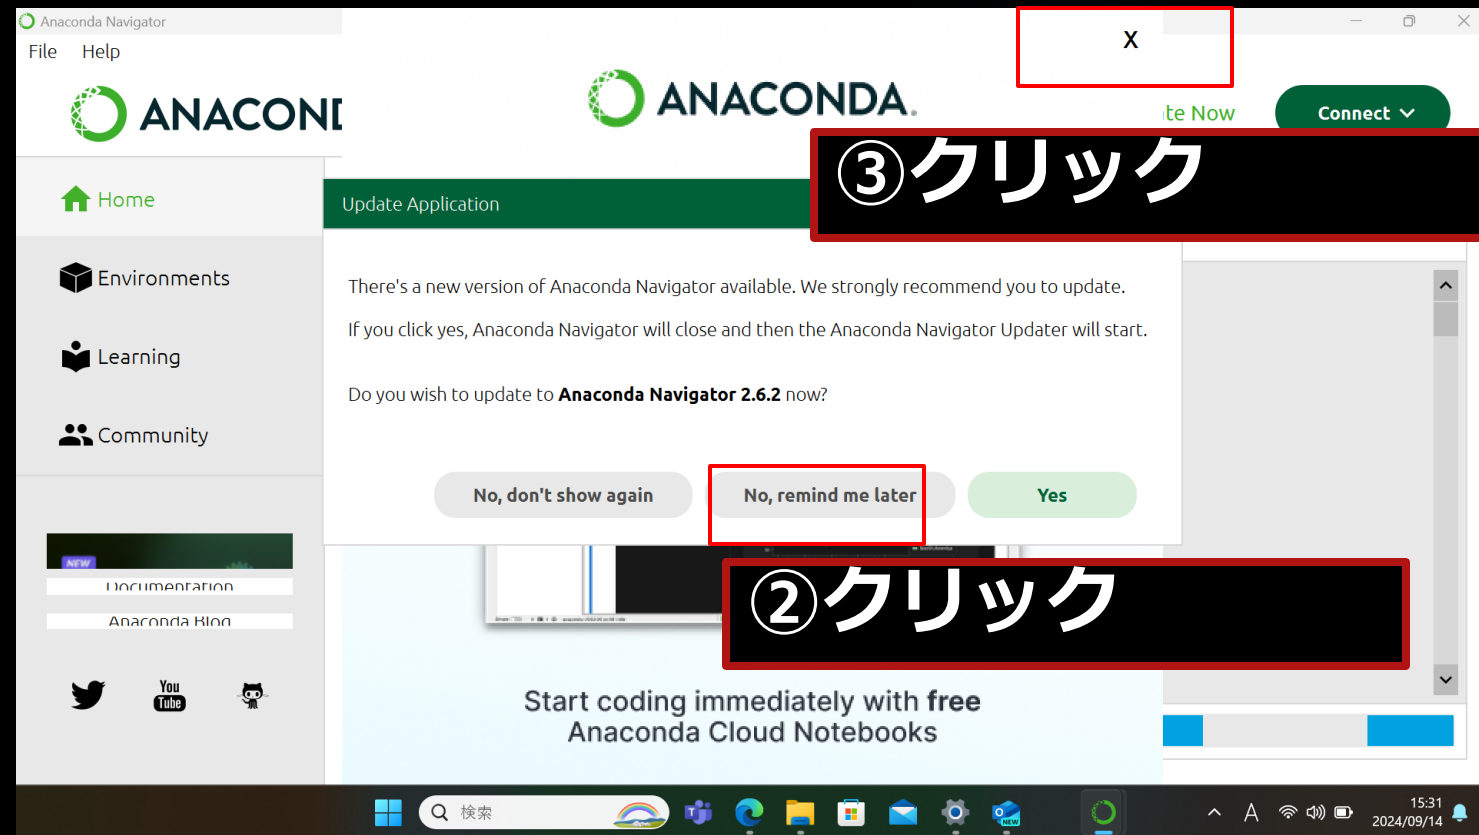 Anaconda Navigator
File Help
X
ANACOND
ANACONDA.
te Now
Connect
③クリック
Home
Update Application
Environments
There's a new version of Anaconda Navigator available. We strongly recommend you to update.
If you click yes, Anaconda Navigator will close and then the Anaconda Navigator Updater will start.
Learning
Do you wish to update to Anaconda Navigator 2.6.2 now?
Community
No, don't show again
No, remind me later
Yes
NEW
②クリック
Documentation
Anaconda Blog
You
Tube
Start coding immediately with free
Anaconda Cloud Notebooks
検索
NEW
A
15:31
2024/09/14